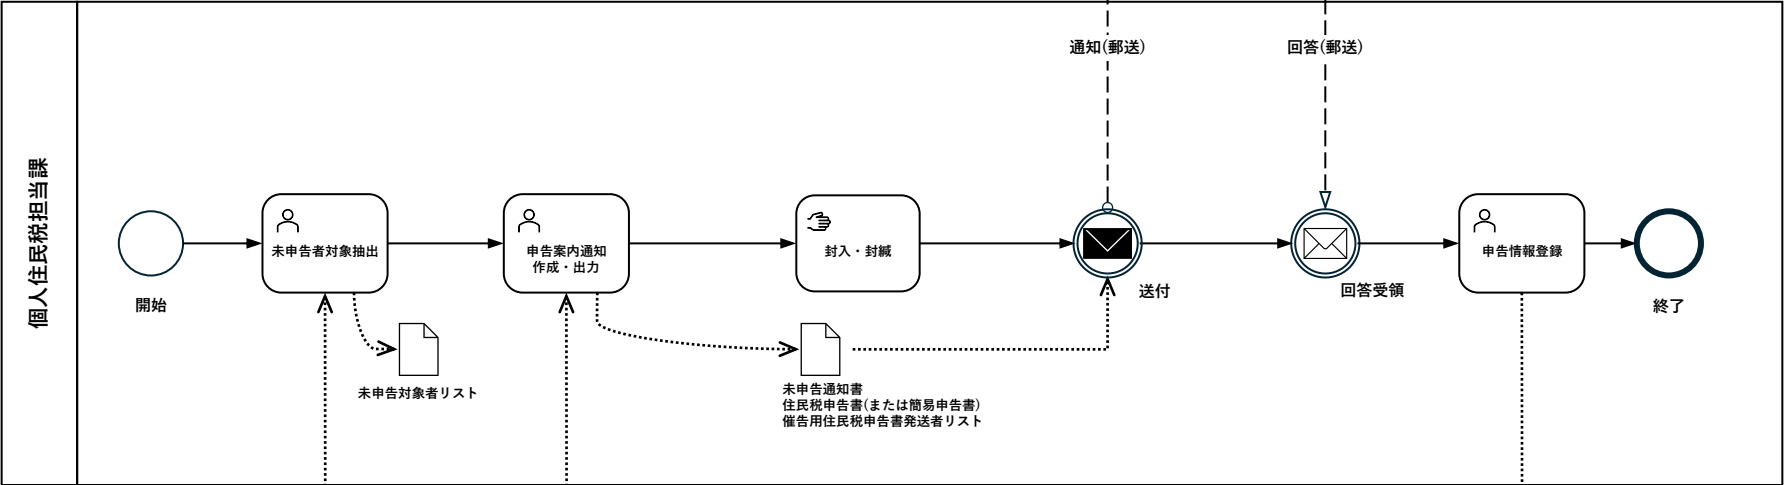 個人住民税担当課
通知(郵送)
回答(郵送)
開始
未申告者対象抽出
申告案内通知
作成・出力
封入・封緘
送付
回答受領
申告情報登録
終了
未申告対象者リスト
未申告通知書
住民税申告書(または簡易申告書)
催告用住民税申告書発送者リスト